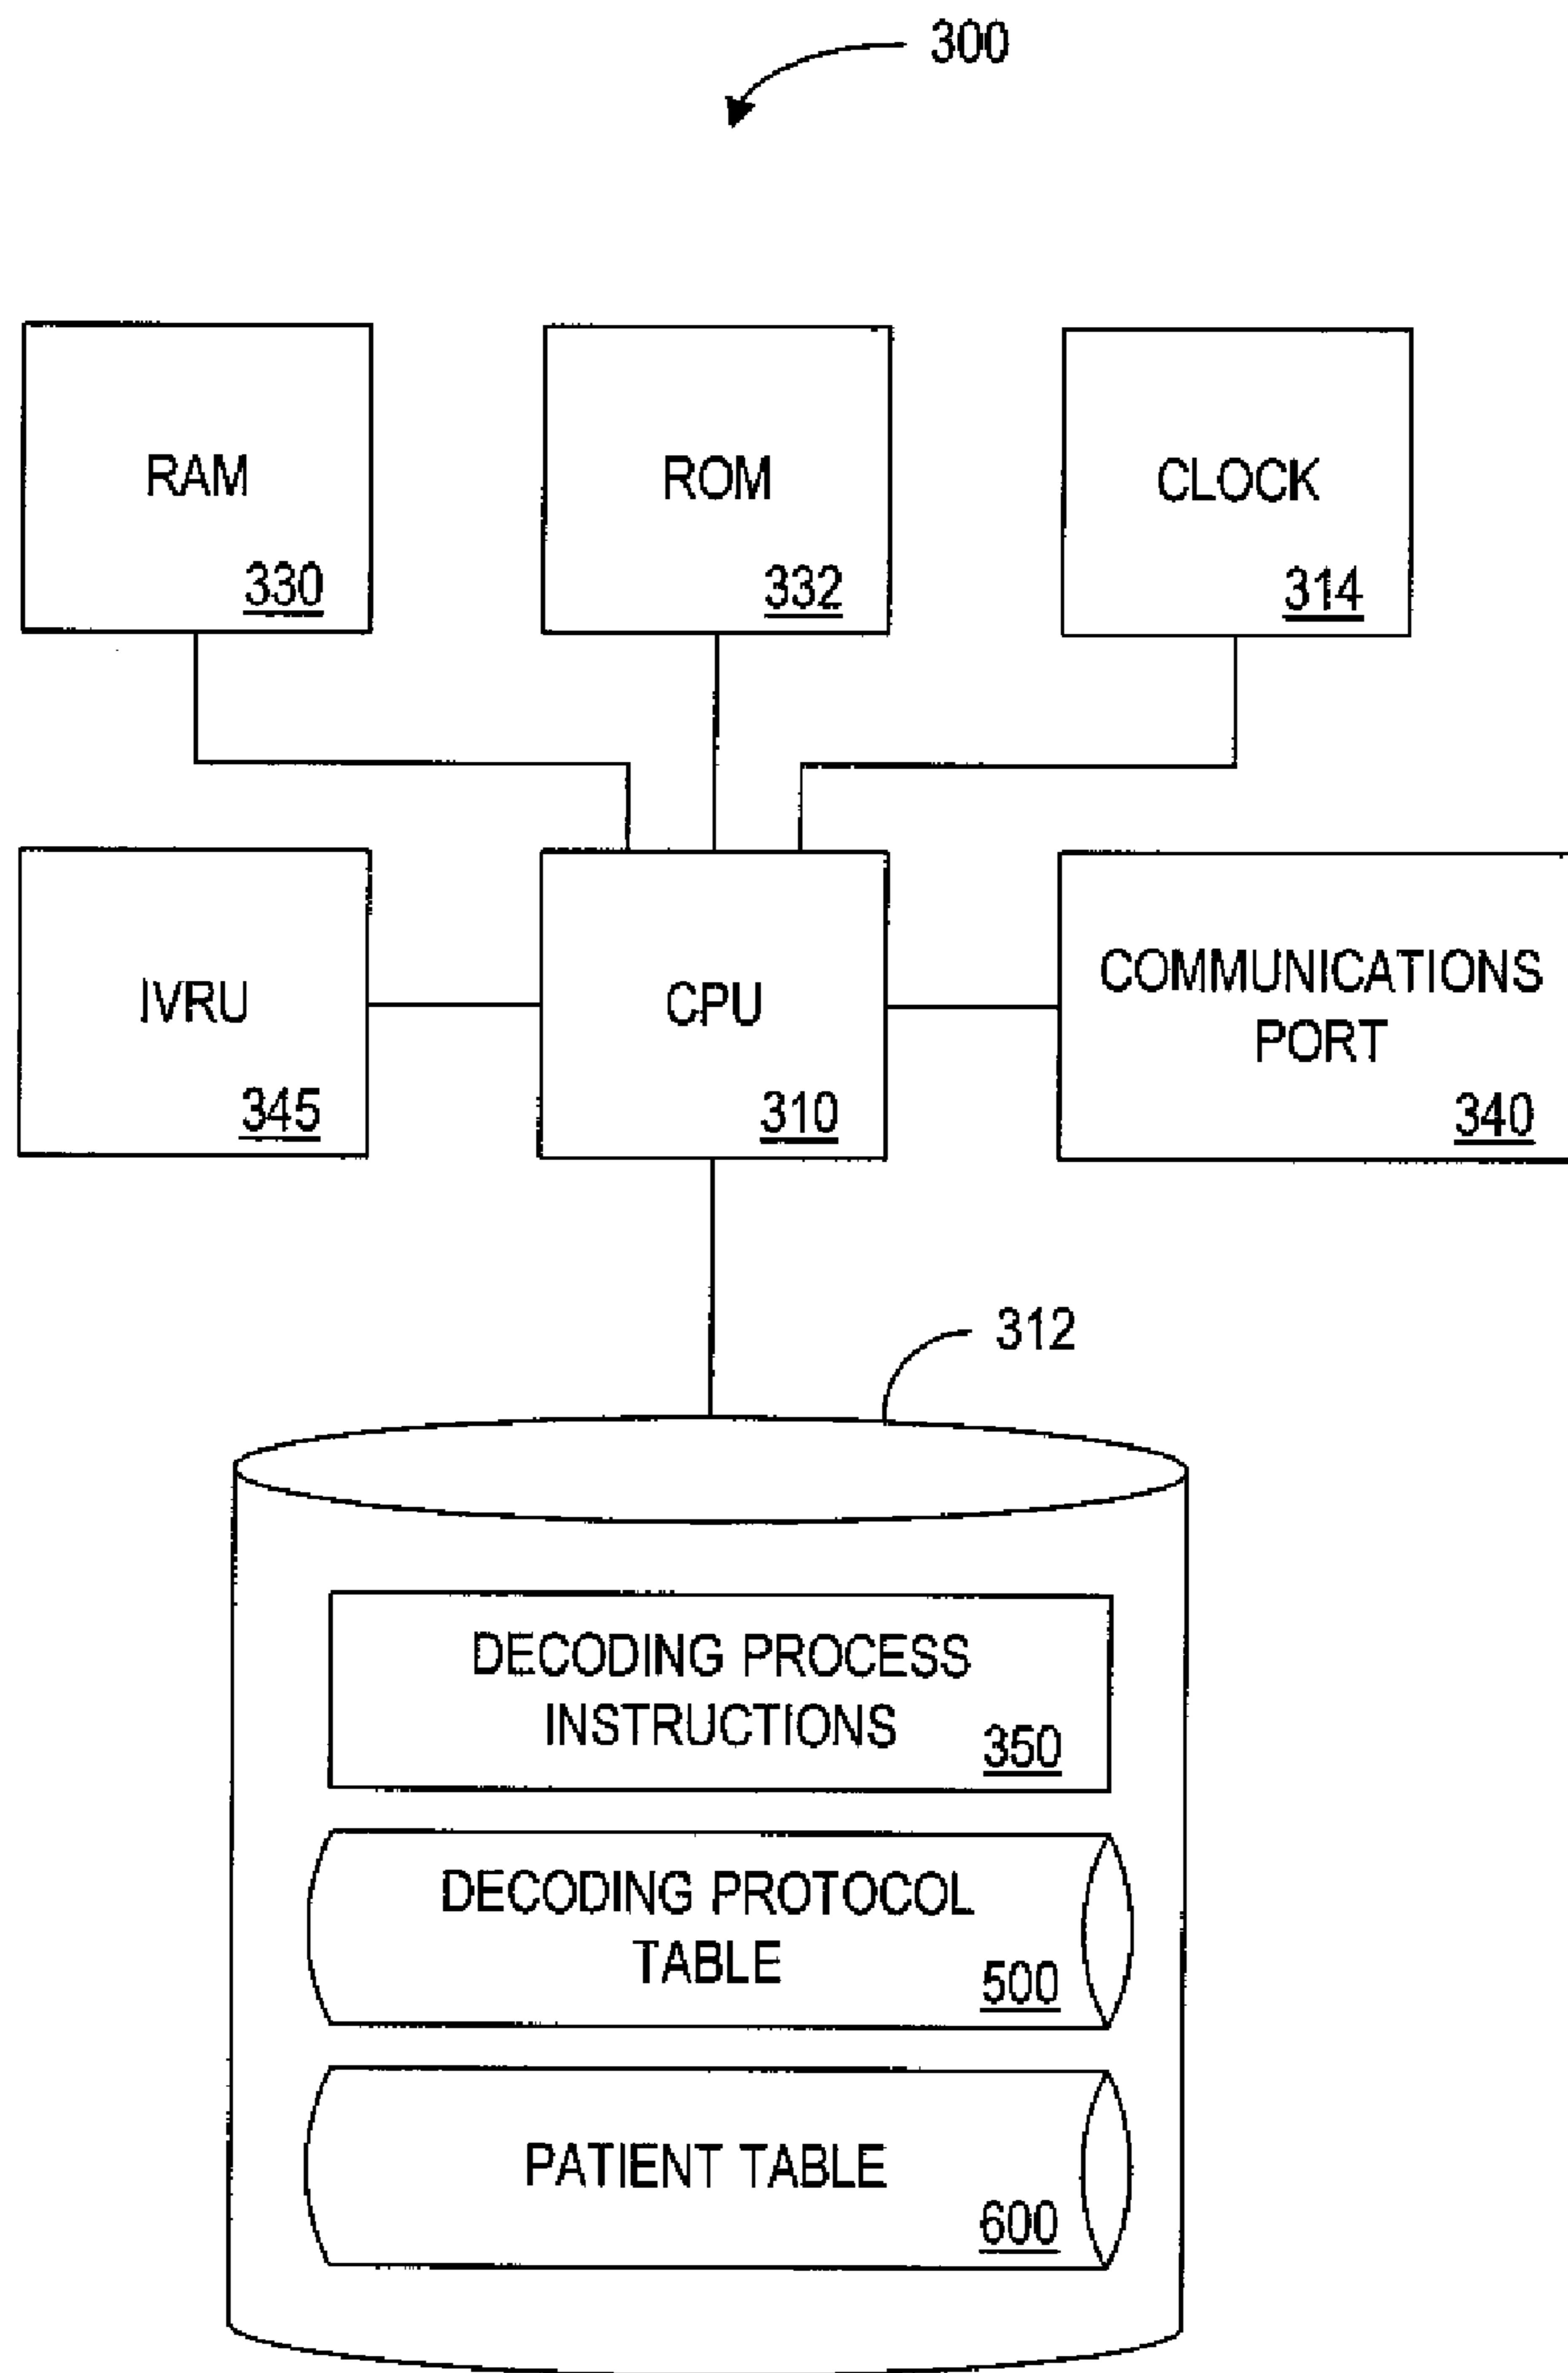 300
RAM
330
ROM
332
CLOCK
314
IVRU
345
CPU
310
COMMUNICATIONS
PORT
340
312
DECODING PROCESS
INSTRUCTIONS
350
DECODING PROTOCOL
TABLE
500
PATIENT TABLE
600